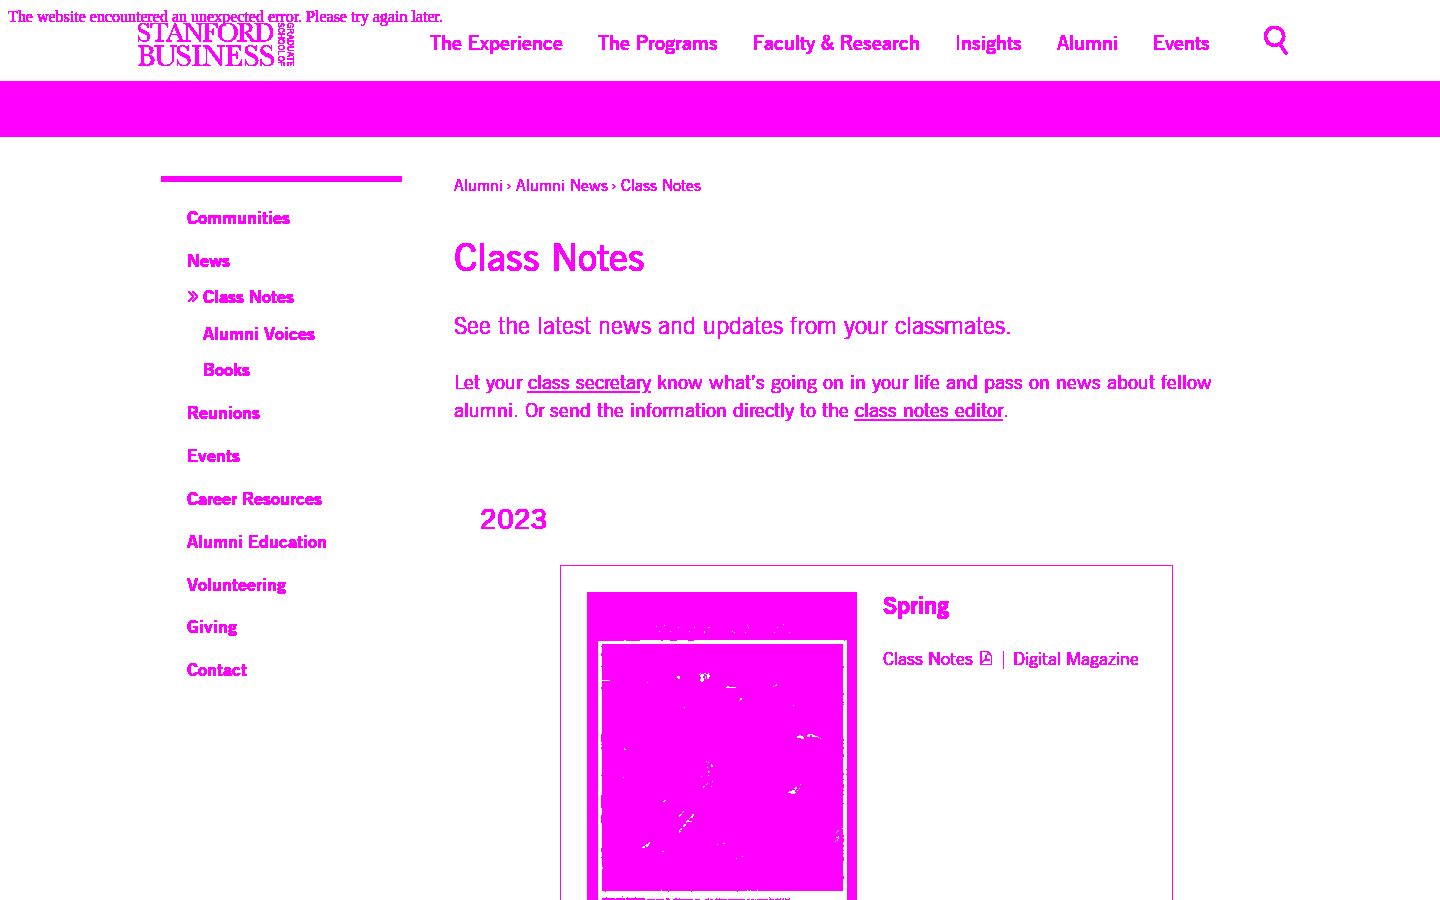 The website encountered an unexpected error. Please try again later.
STANFORD
BUSINESS
GRADUATE
SCHOOL OF
The Experience
The Programs
Faculty & Research
Insights
Alumni
Events
Communities
News
» Class Notes
Alumni Voices
Books
Reunions
Events
Career Resources
Alumni Education
Volunteering
Giving
Contact
Alumni › Alumni News › Class Notes
Class Notes
See the latest news and updates from your classmates.
Let your class secretary know what’s going on in your life and pass on news about fellow
alumni. Or send the information directly to the class notes editor.
2023
Spring
Class Notes | Digital Magazine